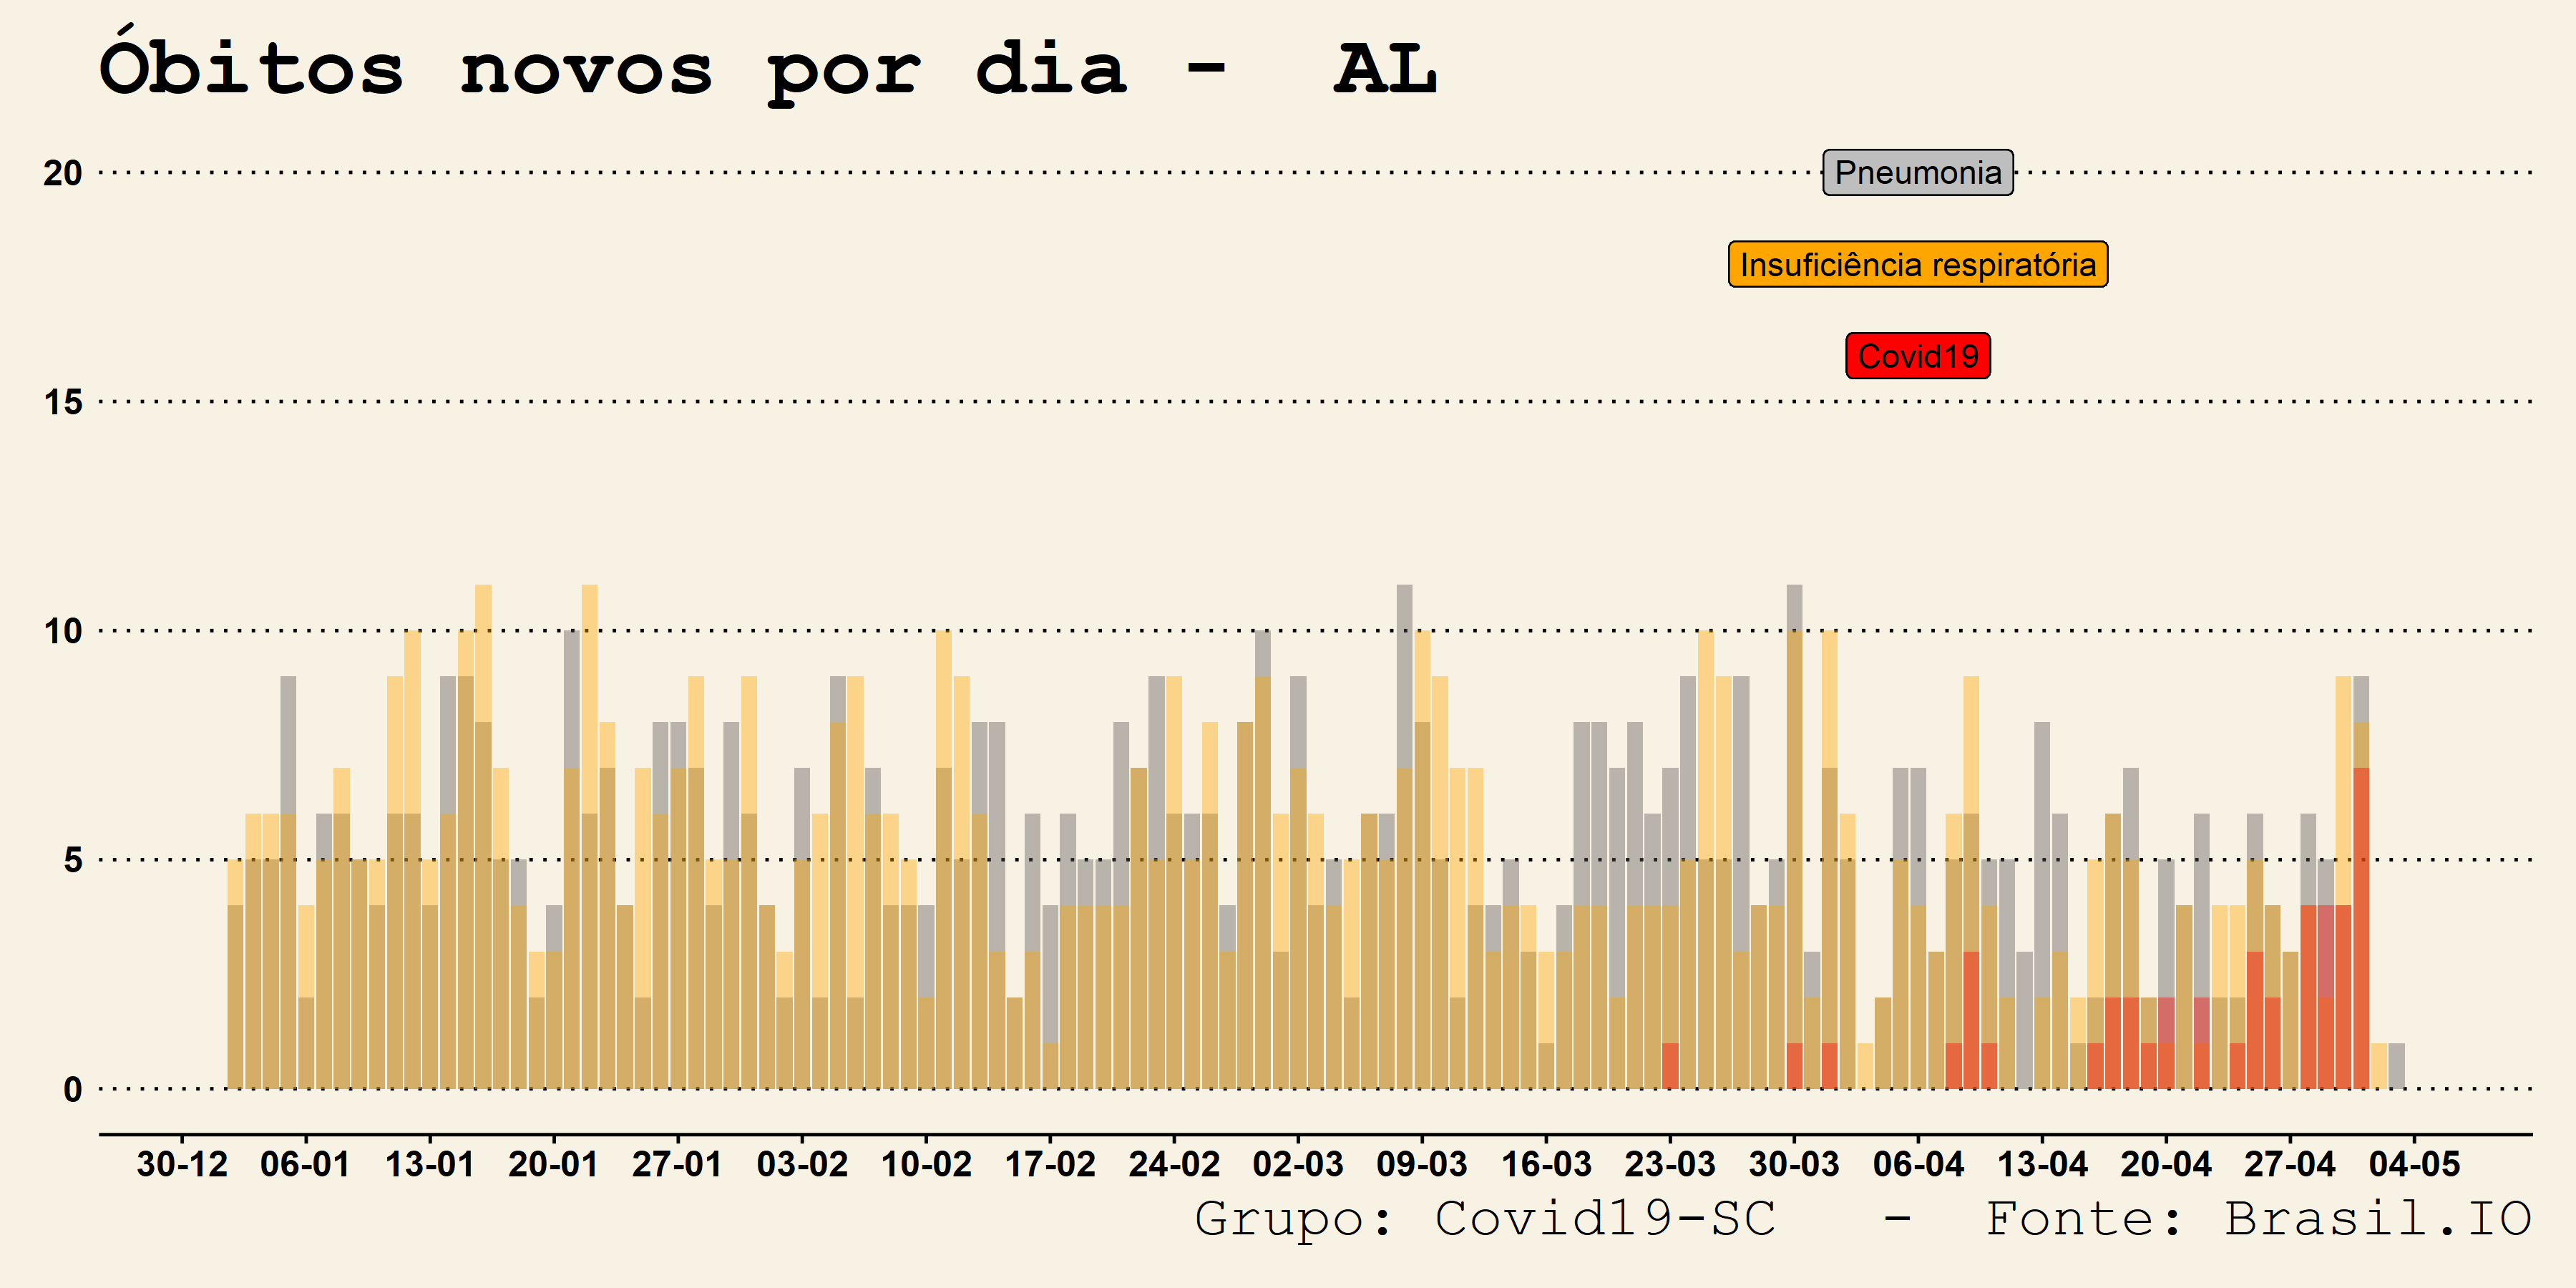 Óbitos novos por dia - AL
20
Pneumonia
Insuficiência respiratória
Covid19
15
10
5
0
30-12 06-01 13-01 20-01 27-01 03-02 10-02 17-02 24-02 02-03 09-03 16-03 23-03 30-03 06-04 13-04 20-04 27-04 04-05
Grupo: Covid19-SC - Fonte: Brasil.IO